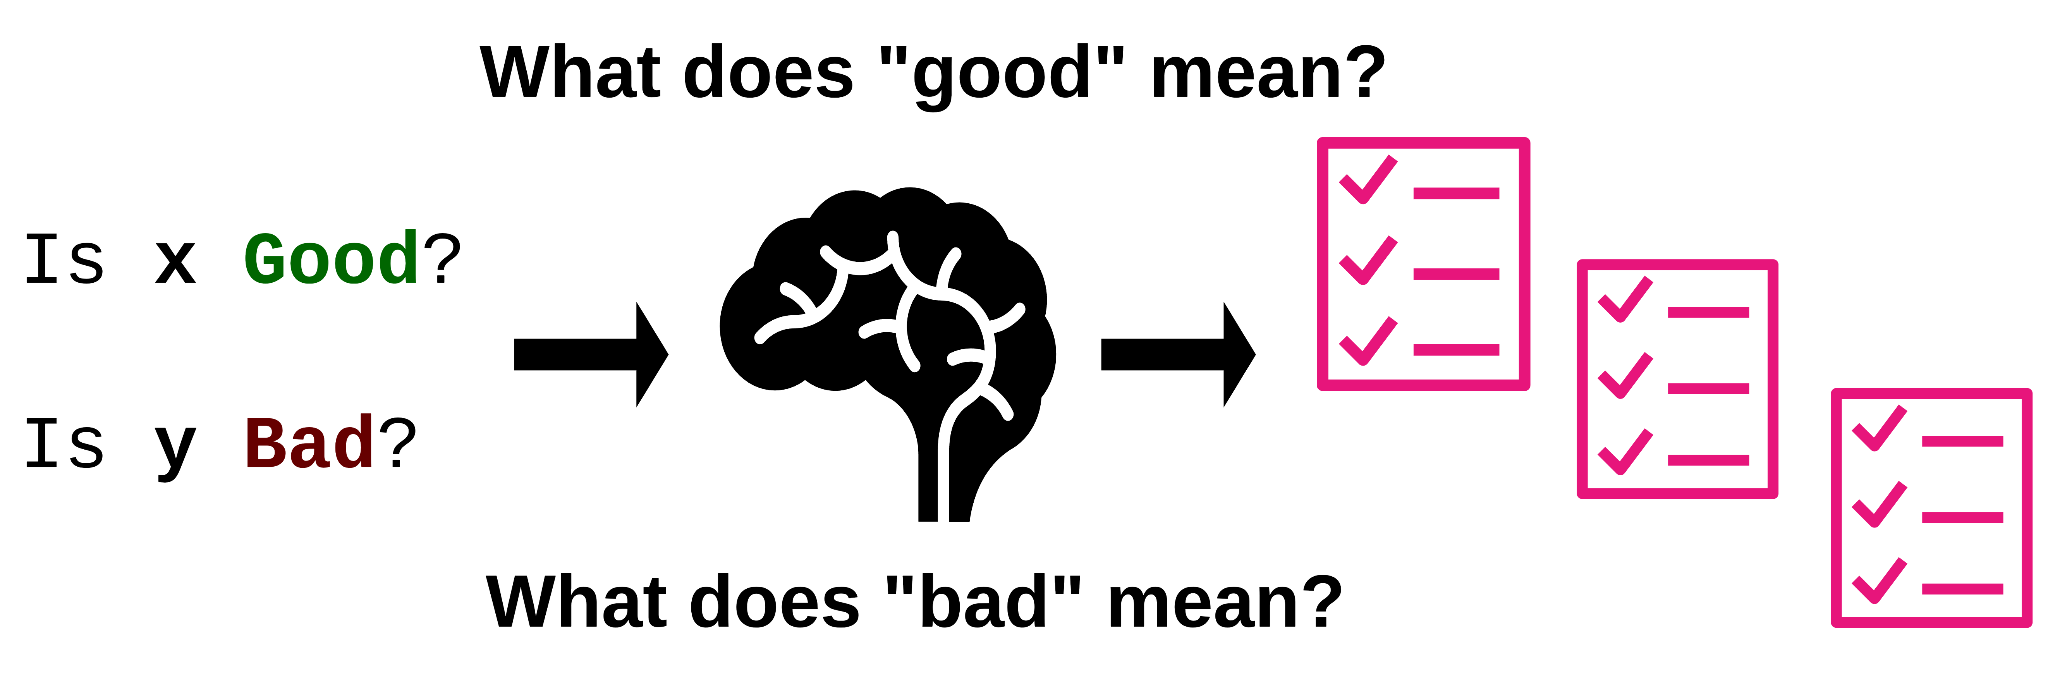 What does "good" mean?
Is x Good?
Is y Bad?
What does "bad" mean?